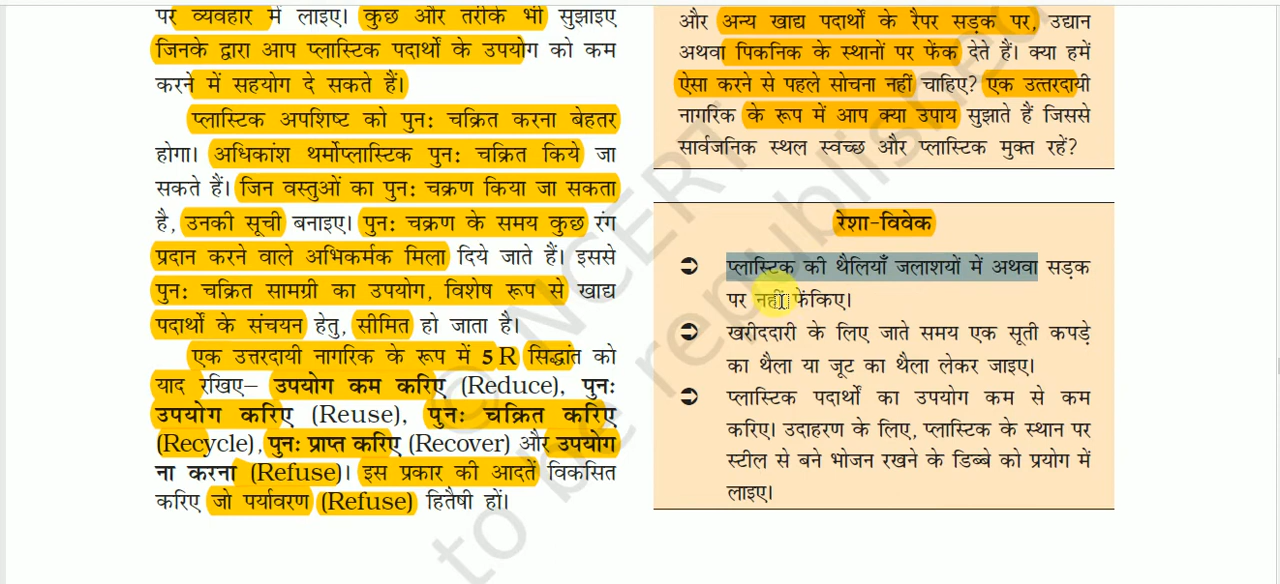 पर व्यवहार में लाइए। कुछ और तरीके भी सुझाइए
जिनके द्वारा आप प्लास्टिक पदार्थों के उपयोग को कम
करने में सहयोग दे सकते हैं।
प्लास्टिक अपशिष्ट को पुन: चक्रित करना बेहतर
होगा। अधिकांश थर्मोप्लास्टिक पुन: चक्रित किये जा
सकते हैं। जिन वस्तुओं का पुन: चक्रण किया जा सकता
है, उनकी सूची बनाइए। पुन: चक्रण के समय कुछ रंग
प्रदान करने वाले अभिकर्मक मिला दिये जाते हैं। इससे
पुन: चक्रित सामग्री का उपयोग, विशेष रूप से खाद्य
पदार्थों के संचयन हेतु, सीमित हो जाता है।
एक उत्तरदायी नागरिक के रूप में 5 R सिद्धांत को
याद रखिए– उपयोग कम करिए (Reduce), पुनः
उपयोग करिए (Reuse), पुनः चक्रित करिए
(Recycle), पुनः प्राप्त करिए (Recover) और उपयोग
ना करना (Refuse)। इस प्रकार की आदतें विकसित
करिए जो पर्यावरण (Refuse) हितैषी हों।
और अन्य खाद्य पदार्थों के रैपर सड़क पर, उद्यान
अथवा पिकनिक के स्थानों पर फेंक देते हैं। क्या हमें
ऐसा करने से पहले सोचना नहीं चाहिए? एक उत्तरदायी
नागरिक के रूप में आप क्या उपाय सुझाते हैं जिससे
सार्वजनिक स्थल स्वच्छ और प्लास्टिक मुक्त रहें?
रेशा-विवेक
प्लास्टिक की थैलियाँ जलाशयों में अथवा सड़क
पर नहीं फेंकिए।
खरीददारी के लिए जाते समय एक सूती कपड़े
का थैला या जूट का थैला लेकर जाइए।
प्लास्टिक पदार्थों का उपयोग कम से कम
करिए। उदाहरण के लिए, प्लास्टिक के स्थान पर
स्टील से बने भोजन रखने के डिब्बे को प्रयोग में
लाइए।
© NCERT
to be republished